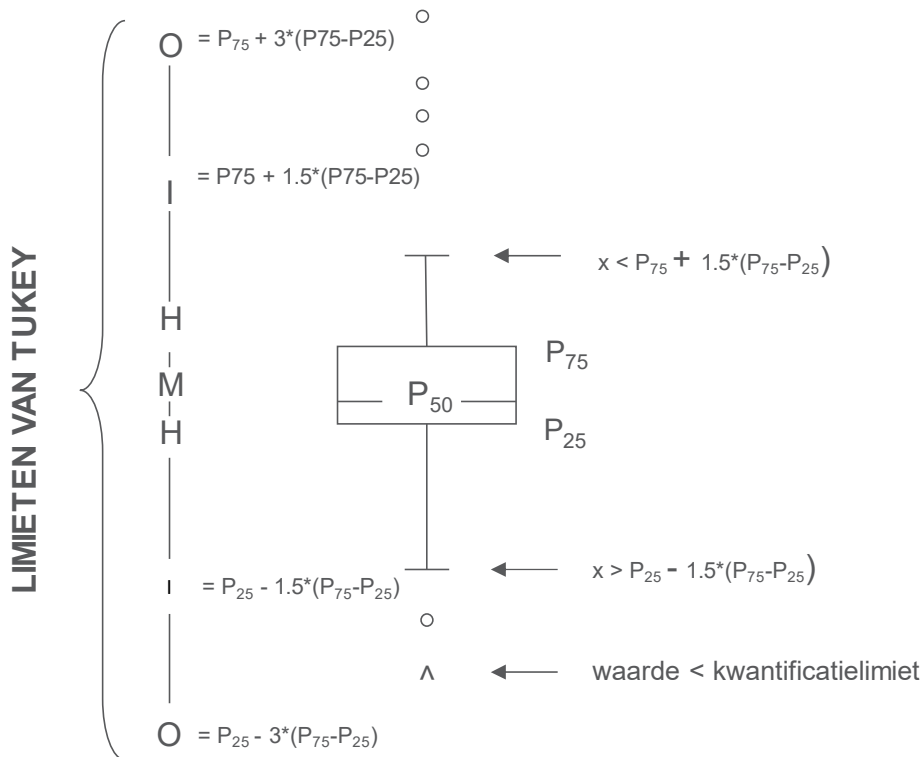 LIMIETEN VAN TUKEY
O = P75 + 3*(P75-P25)
I = P75 + 1.5*(P75-P25)
H
M
H
I = P25 - 1.5*(P75-P25)
O = P25 - 3*(P75-P25)
x < P75 + 1.5*(P75-P25)
P75
P50
P25
x > P25 - 1.5*(P75-P25)
^ waarde < kwantificatielimiet